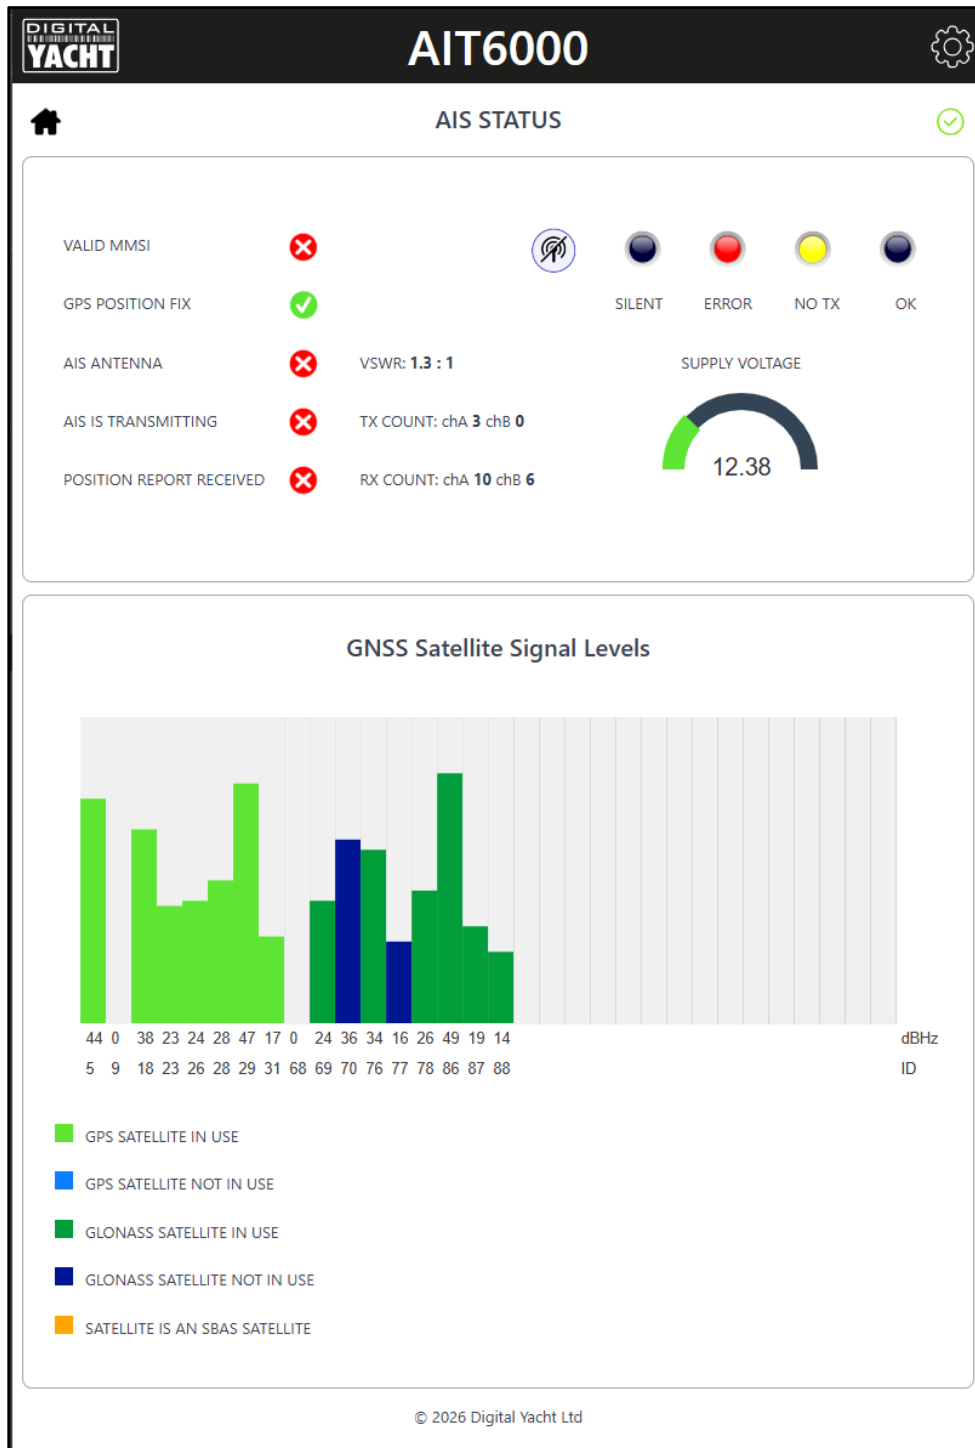 DIGITAL
YACHT
AIT6000
AIS STATUS
VALID MMSI
GPS POSITION FIX
SILENT ERROR NO TX OK
AIS ANTENNA VSWR: 1.3 : 1 SUPPLY VOLTAGE
AIS IS TRANSMITTING TX COUNT: chA 3 chB 0
12.38
POSITION REPORT RECEIVED RX COUNT: chA 10 chB 6
GNSS Satellite Signal Levels
44 0 38 23 24 28 47 17 0 24 36 34 16 26 49 19 14 dBHz
5 9 18 23 26 28 29 31 68 69 70 76 77 78 86 87 88 ID
GPS SATELLITE IN USE
GPS SATELLITE NOT IN USE
GLONASS SATELLITE IN USE
GLONASS SATELLITE NOT IN USE
SATELLITE IS AN SBAS SATELLITE
© 2026 Digital Yacht Ltd